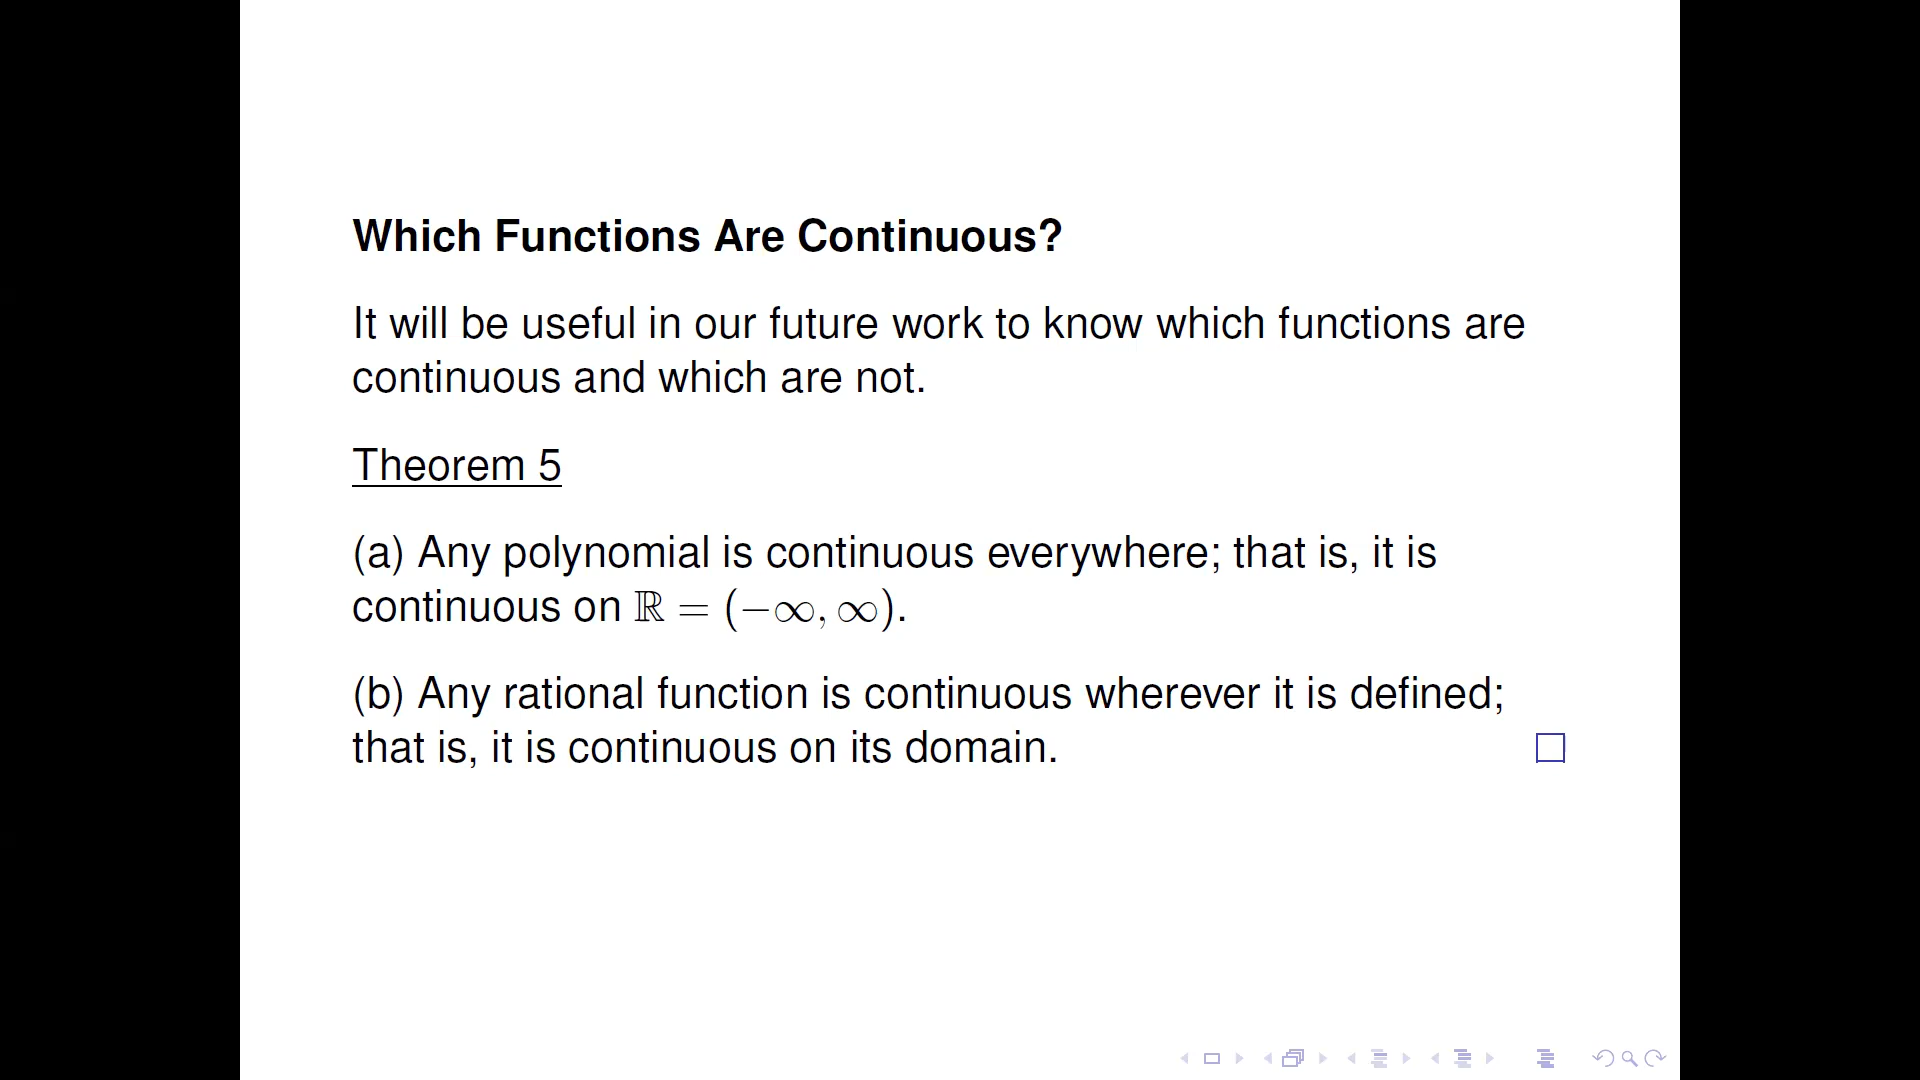 Which Functions Are Continuous?
It will be useful in our future work to know which functions are
continuous and which are not.
Theorem 5
(a) Any polynomial is continuous everywhere; that is, it is
continuous on ℝ = (−∞, ∞).
(b) Any rational function is continuous wherever it is defined;
that is, it is continuous on its domain.